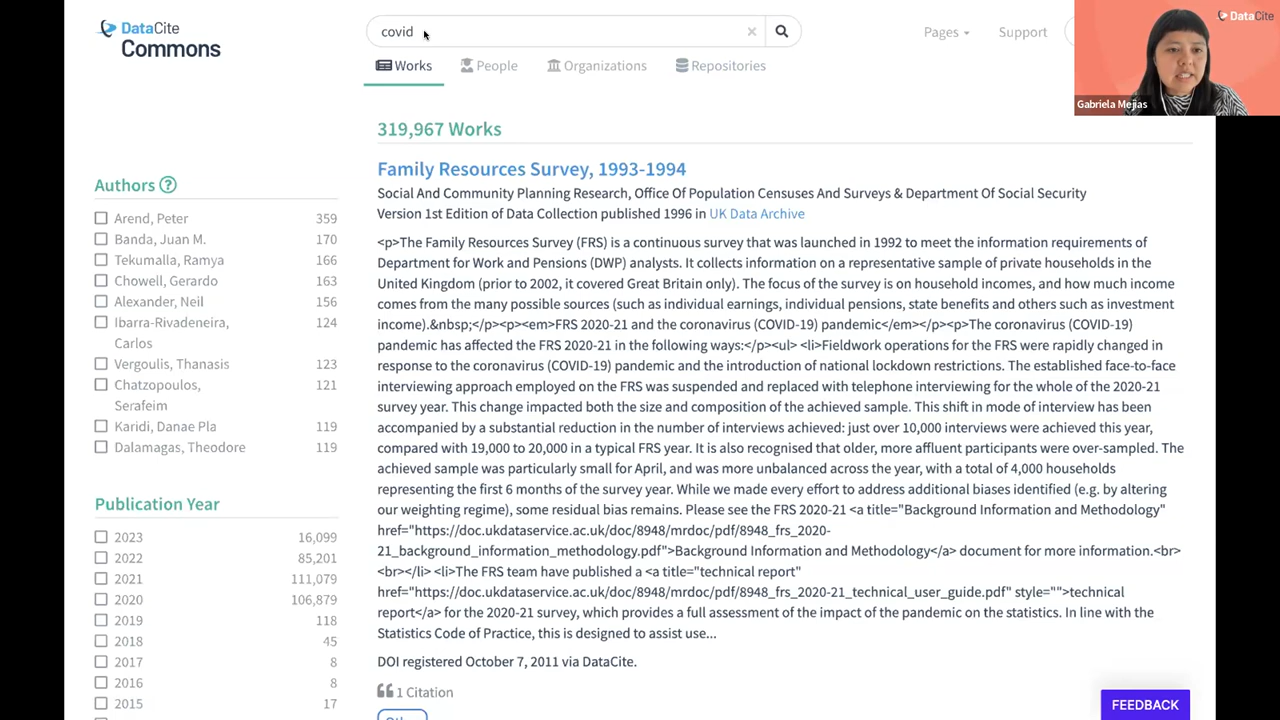 DataCite
Commons
covid
Pages
Support
DataCite
Gabriela Mejias
Works
People
Organizations
Repositories
319,967 Works
Family Resources Survey, 1993-1994
Social And Community Planning Research, Office Of Population Censuses And Surveys & Department Of Social Security
Version 1st Edition of Data Collection published 1996 in UK Data Archive
<p>The Family Resources Survey (FRS) is a continuous survey that was launched in 1992 to meet the information requirements of
Department for Work and Pensions (DWP) analysts. It collects information on a representative sample of private households in the
United Kingdom (prior to 2002, it covered Great Britain only). The focus of the survey is on household incomes, and how much income
comes from the many possible sources (such as individual earnings, individual pensions, state benefits and others such as investment
income).&nbsp;</p><p><em>FRS 2020-21 and the coronavirus (COVID-19) pandemic</em></p><p>The coronavirus (COVID-19)
pandemic has affected the FRS 2020-21 in the following ways:</p><ul> <li>Fieldwork operations for the FRS were rapidly changed in
response to the coronavirus (COVID-19) pandemic and the introduction of national lockdown restrictions. The established face-to-face
interviewing approach employed on the FRS was suspended and replaced with telephone interviewing for the whole of the 2020-21
survey year. This change impacted both the size and composition of the achieved sample. This shift in mode of interview has been
accompanied by a substantial reduction in the number of interviews achieved: just over 10,000 interviews were achieved this year,
compared with 19,000 to 20,000 in a typical FRS year. It is also recognised that older, more affluent participants were over-sampled. The
achieved sample was particularly small for April, and was more unbalanced across the year, with a total of 4,000 households
representing the first 6 months of the survey year. While we made every effort to address additional biases identified (e.g. by altering
our weighting regime), some residual bias remains. Please see the FRS 2020-21 <a title="Background Information and Methodology"
href="https://doc.ukdataservice.ac.uk/doc/8948/mrdoc/pdf/8948_frs_2020-
21_background_information_methodology.pdf">Background Information and Methodology</a> document for more information.<br>
<br></li> <li>The FRS team have published a <a title="technical report"
href="https://doc.ukdataservice.ac.uk/doc/8948/mrdoc/pdf/8948_frs_2020-21_technical_user_guide.pdf" style="">technical
report</a> for the 2020-21 survey, which provides a full assessment of the impact of the pandemic on the statistics. In line with the
Statistics Code of Practice, this is designed to assist use...
DOI registered October 7, 2011 via DataCite.
1 Citation
Authors
Arend, Peter 359
Banda, Juan M. 170
Tekumalla, Ramya 166
Chowell, Gerardo 163
Alexander, Neil 156
Ibarra-Rivadeneira, 124
Carlos
Vergoulis, Thanasis 123
Chatzopoulos, 121
Serafeim
Karidi, Danae Pla 119
Dalamagas, Theodore 119
Publication Year
2023 16,099
2022 85,201
2021 111,079
2020 106,879
2019 118
2018 45
2017 8
2016 8
2015 17
FEEDBACK